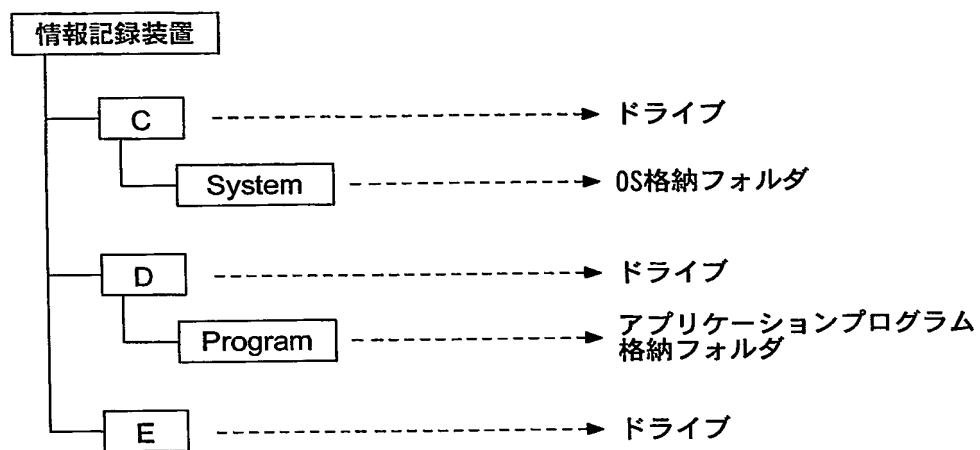 情報記録装置
C ドライブ
System OS格納フォルダ
D ドライブ
Program アプリケーションプログラム
格納フォルダ
E ドライブ